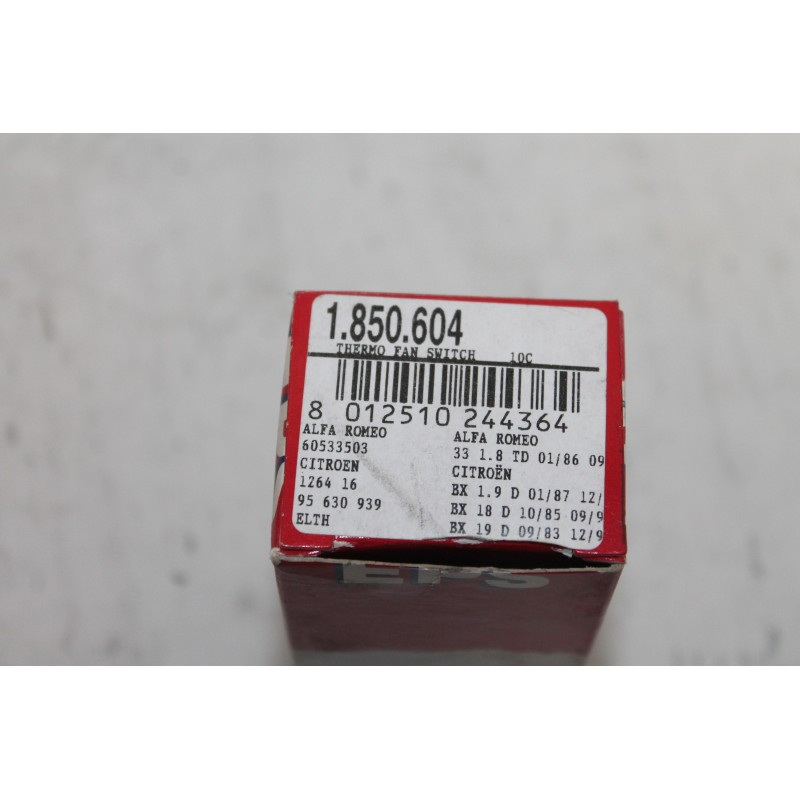 1.850.604
THERMO FAN SWITCH 10C
8 012510 244364
ALFA ROMEO
60533503
CITROEN
1264 16
95 630 939
ELTH
ALFA ROMEO
33 1.8 TD 01/86 09
CITROËN
BX 1.9 D 01/87 12/
BX 18 D 10/85 09/9
BX 19 D 09/83 12/9
EPS